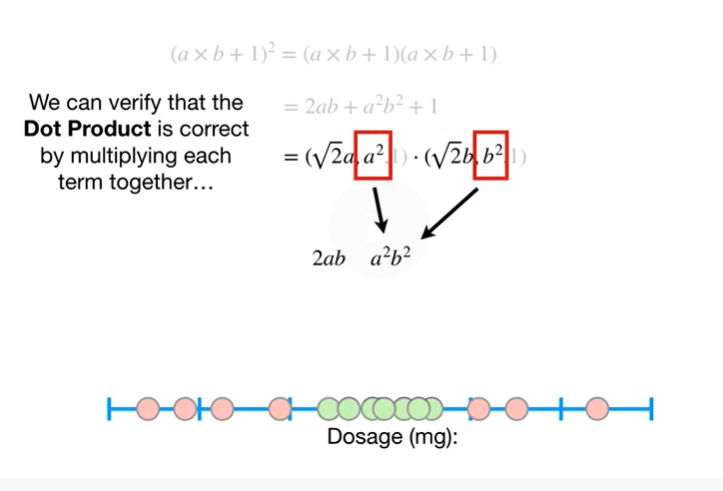 (a × b + 1)² = (a × b + 1)(a × b + 1)
We can verify that the
Dot Product is correct
by multiplying each
term together…
= 2ab + a²b² + 1
= (√2a, a², 1) · (√2b, b², 1)
2ab a²b²
Dosage (mg):